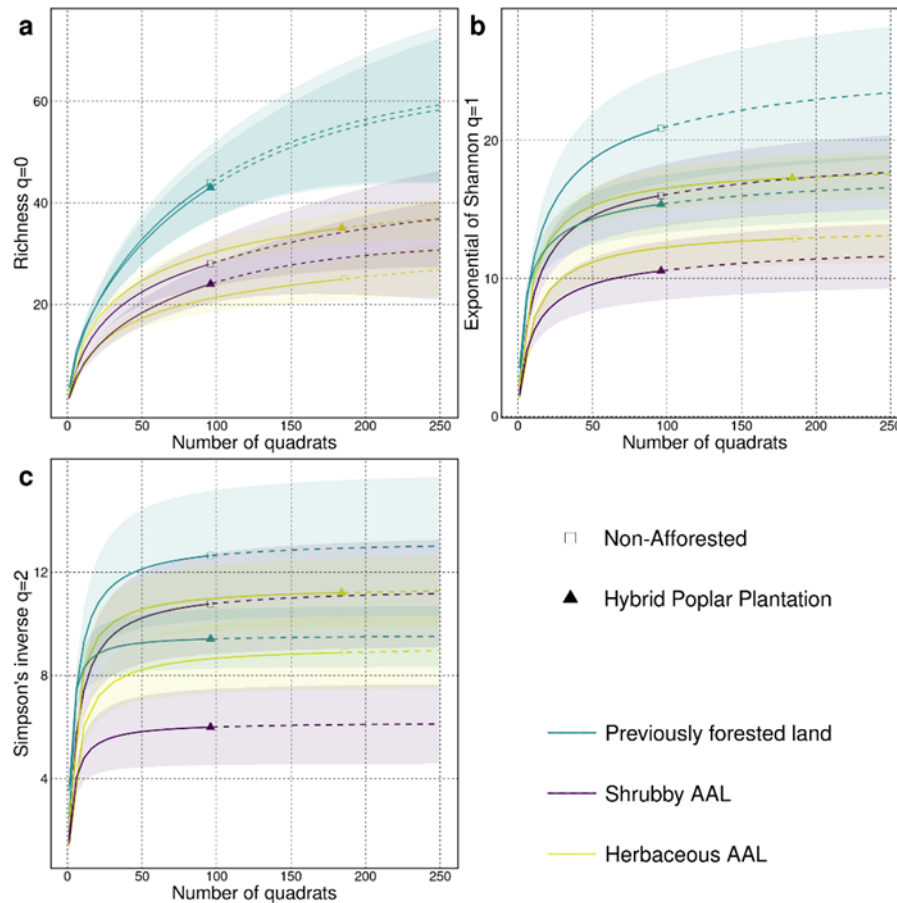 a
Richness q=0
60
40
20
0
50
100
150
200
250
Number of quadrats
b
Exponential of Shannon q=1
20
10
0
0
50
100
150
200
250
Number of quadrats
c
Simpson's inverse q=2
12
8
4
0
50
100
150
200
250
Number of quadrats
Non-Afforested
Hybrid Poplar Plantation
Previously forested land
Shrubby AAL
Herbaceous AAL